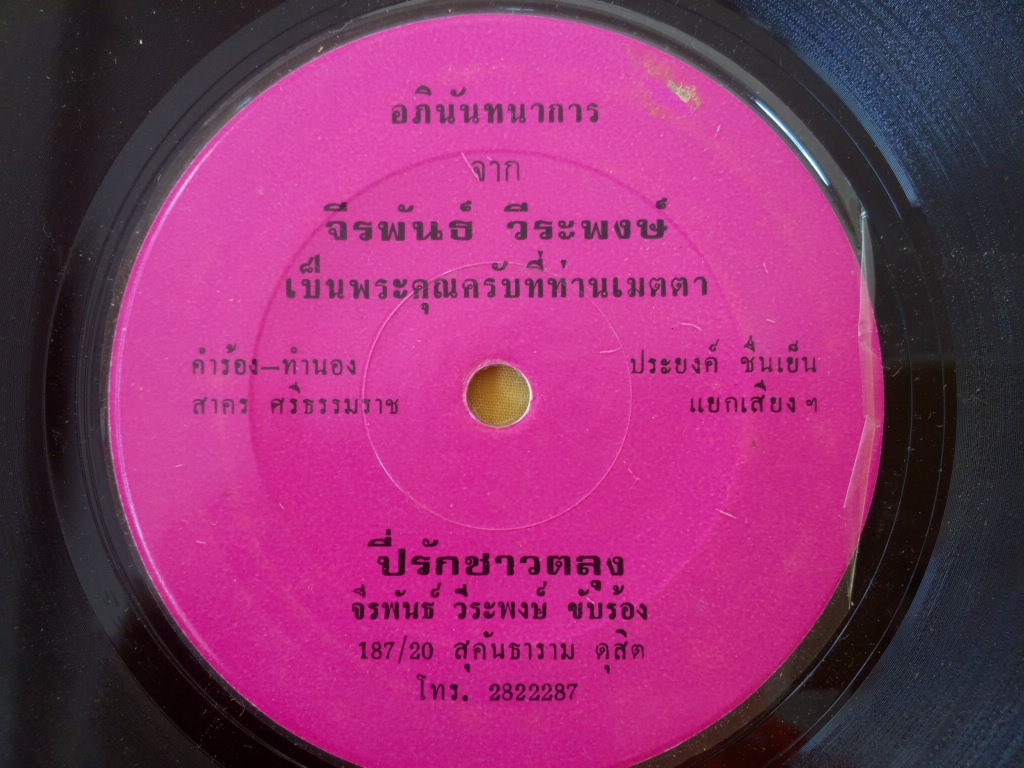 อภินันทนาการ
จาก
จีรพันธ์ วีระพงษ์
เป็นพระคุณครับที่ท่านเมตตา
คำร้อง—ทำนอง ประยงค์ ชื่นเย็น
สาคร ศรีธรรมราช แยกเสียง ฯ
ปี่รักชาวตลุง
จีรพันธ์ วีระพงษ์ ขับร้อง
187/20 สุคันธาราม ดุสิต
โทร. 2822287